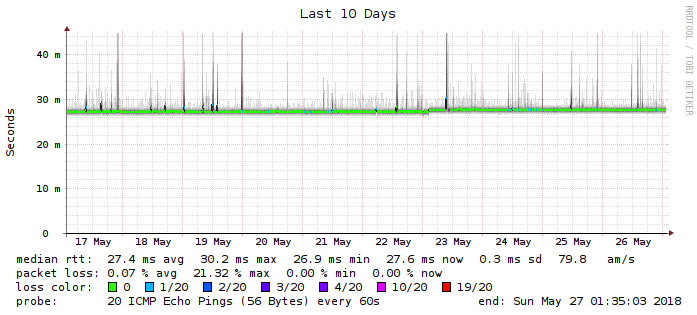 Last 10 Days
RRDTOOL / TOBI OETIKER
Seconds
40 m
30 m
20 m
10 m
0
17 May 18 May 19 May 20 May 21 May 22 May 23 May 24 May 25 May 26 May
median rtt: 27.4 ms avg 30.2 ms max 26.9 ms min 27.6 ms now 0.3 ms sd 79.8 am/s
packet loss: 0.07 % avg 21.32 % max 0.00 % min 0.00 % now
loss color: 0 1/20 2/20 3/20 4/20 10/20 19/20
probe: 20 ICMP Echo Pings (56 Bytes) every 60s end: Sun May 27 01:35:03 2018